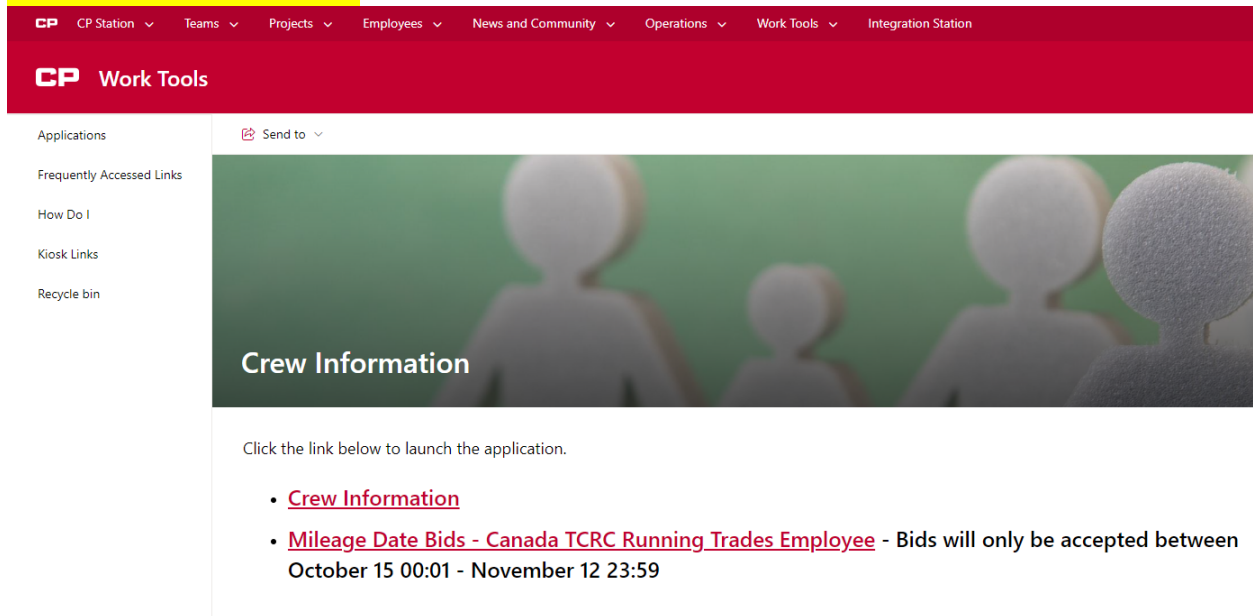 CP CP Station Teams Projects Employees News and Community Operations Work Tools Integration Station
CP Work Tools
Applications
Frequently Accessed Links
How Do I
Kiosk Links
Recycle bin
Send to
Crew Information
Click the link below to launch the application.
• Crew Information
• Mileage Date Bids - Canada TCRC Running Trades Employee - Bids will only be accepted between
October 15 00:01 - November 12 23:59